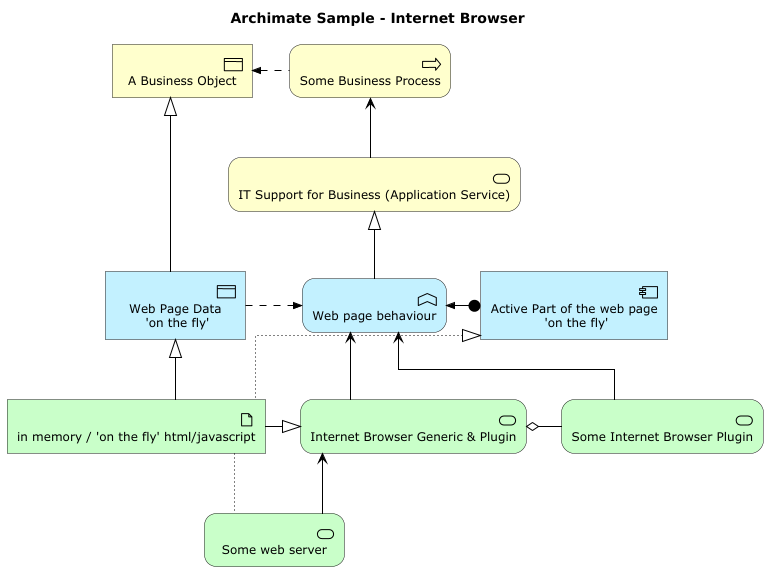 Archimate Sample - Internet Browser
A Business Object
Some Business Process
IT Support for Business (Application Service)
Web Page Data
'on the fly'
Web page behaviour
Active Part of the web page
'on the fly'
in memory / 'on the fly' html/javascript
Internet Browser Generic & Plugin
Some Internet Browser Plugin
Some web server